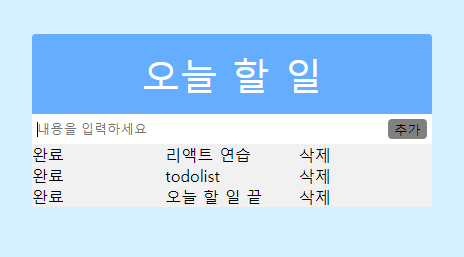 오늘 할 일
내용을 입력하세요 추가
완료 리액트 연습 삭제
완료 todolist 삭제
완료 오늘 할 일 끝 삭제